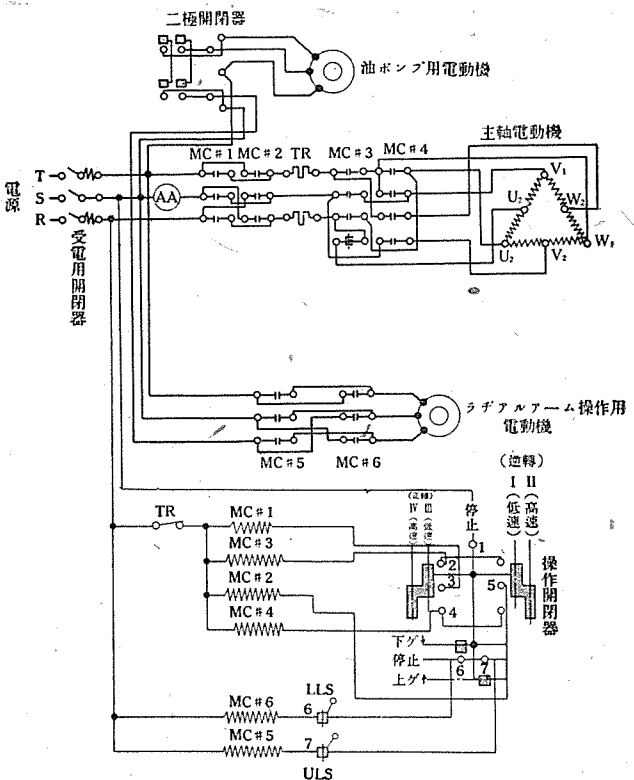 二極開閉器
油ポンプ用電動機
MC#1 MC#2 TR MC#3 MC#4
主軸電動機
電源
T
S
R
AA
受電用開閉器
V₁
U₂
W₂
U₂
V₂
W₁
ラヂアルアーム操作用
電動機
MC#5 MC#6
(逆轉)
I (低速)
II (高速)
(正轉)
IV (高速)
III (低速)
停止
操作開閉器
TR
MC#1
MC#3
MC#2
MC#4
1
2
3
4
5
下ゲ
停止
上ゲ
6
7
MC#6
LLS
6
MC#5
7
ULS